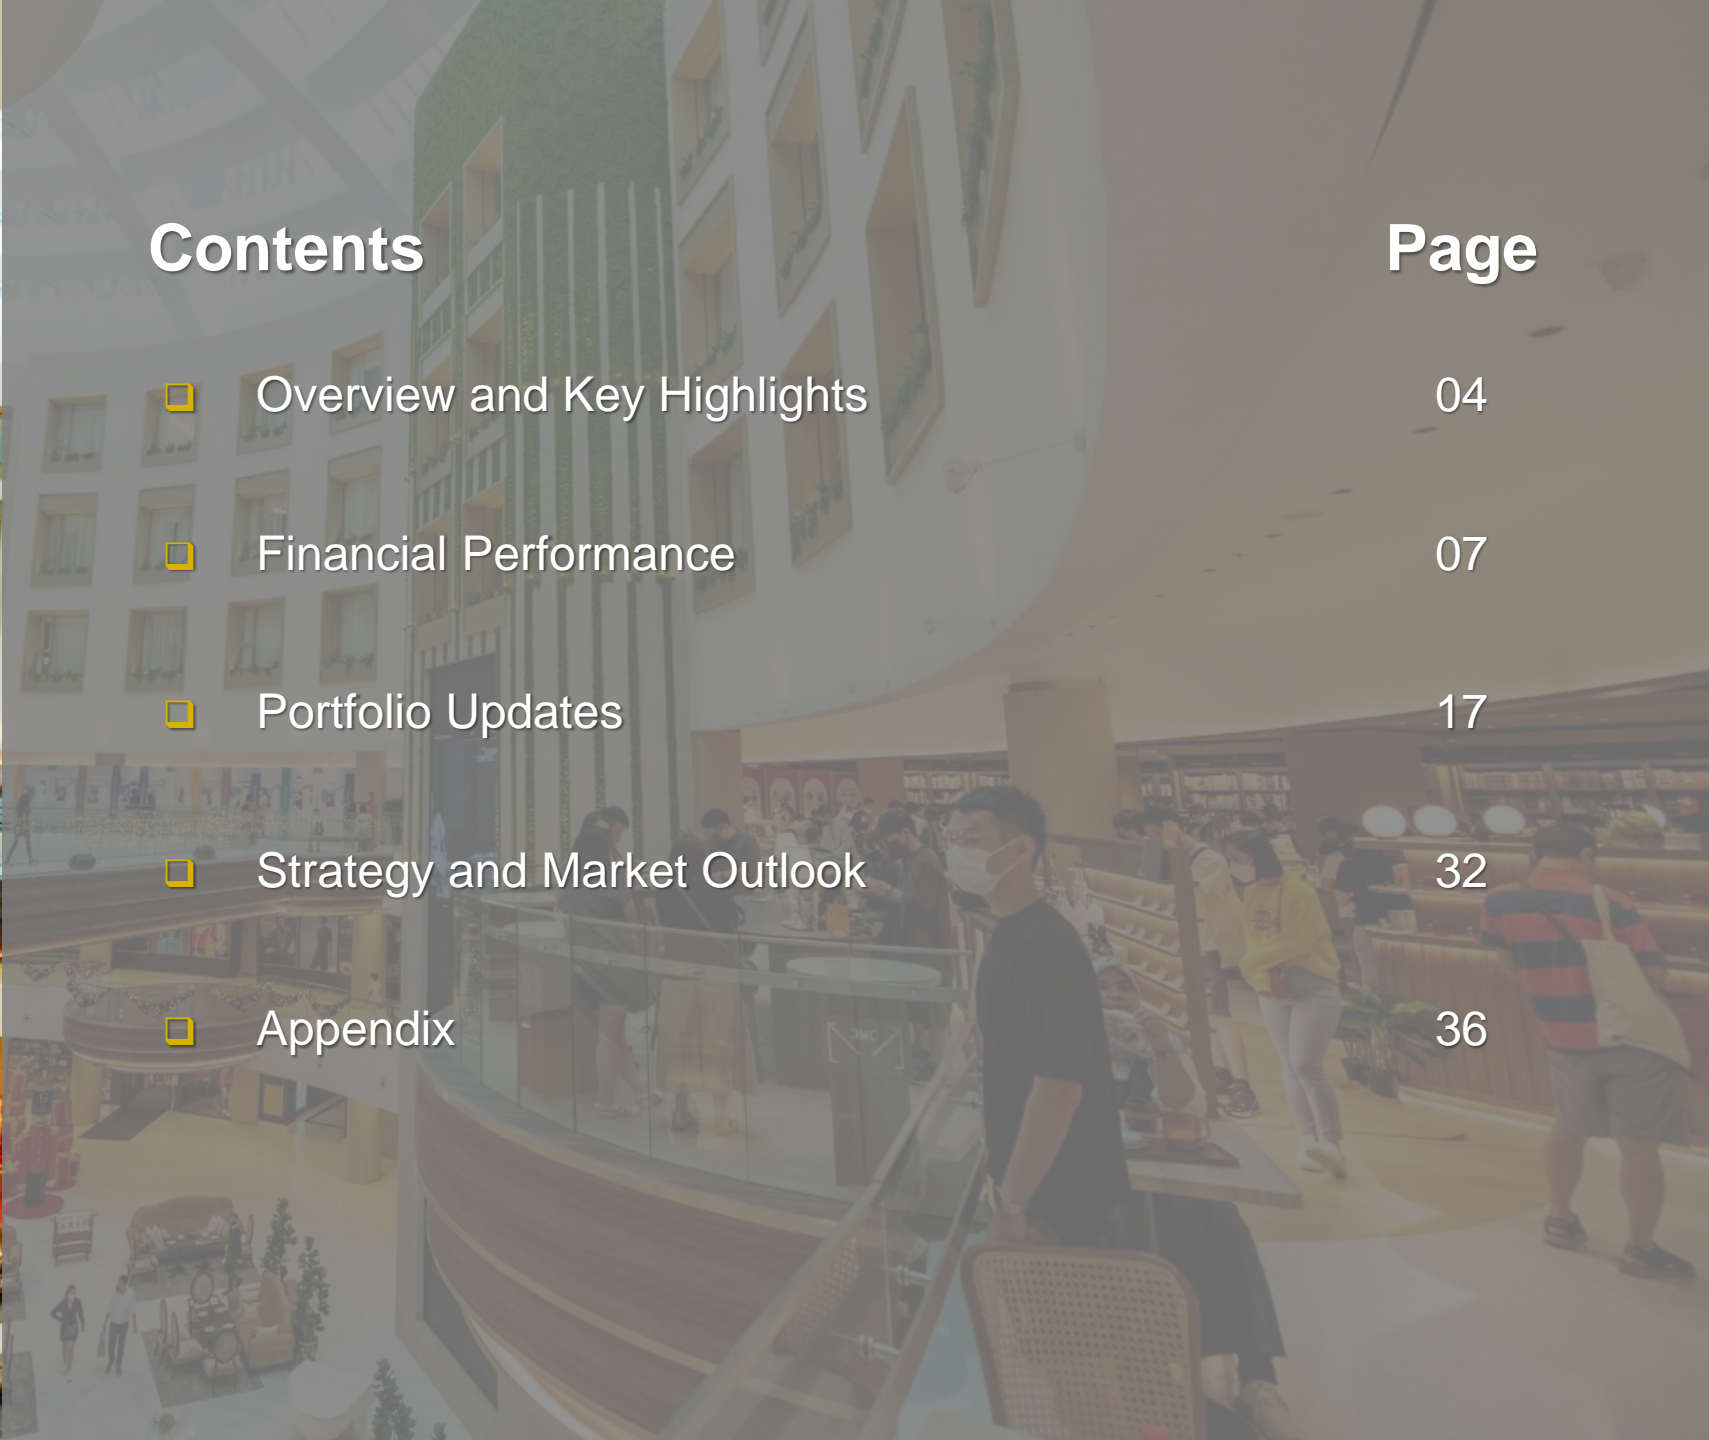 Contents Page
Overview and Key Highlights 04
Financial Performance 07
Portfolio Updates 17
Strategy and Market Outlook 32
Appendix 36
JWC